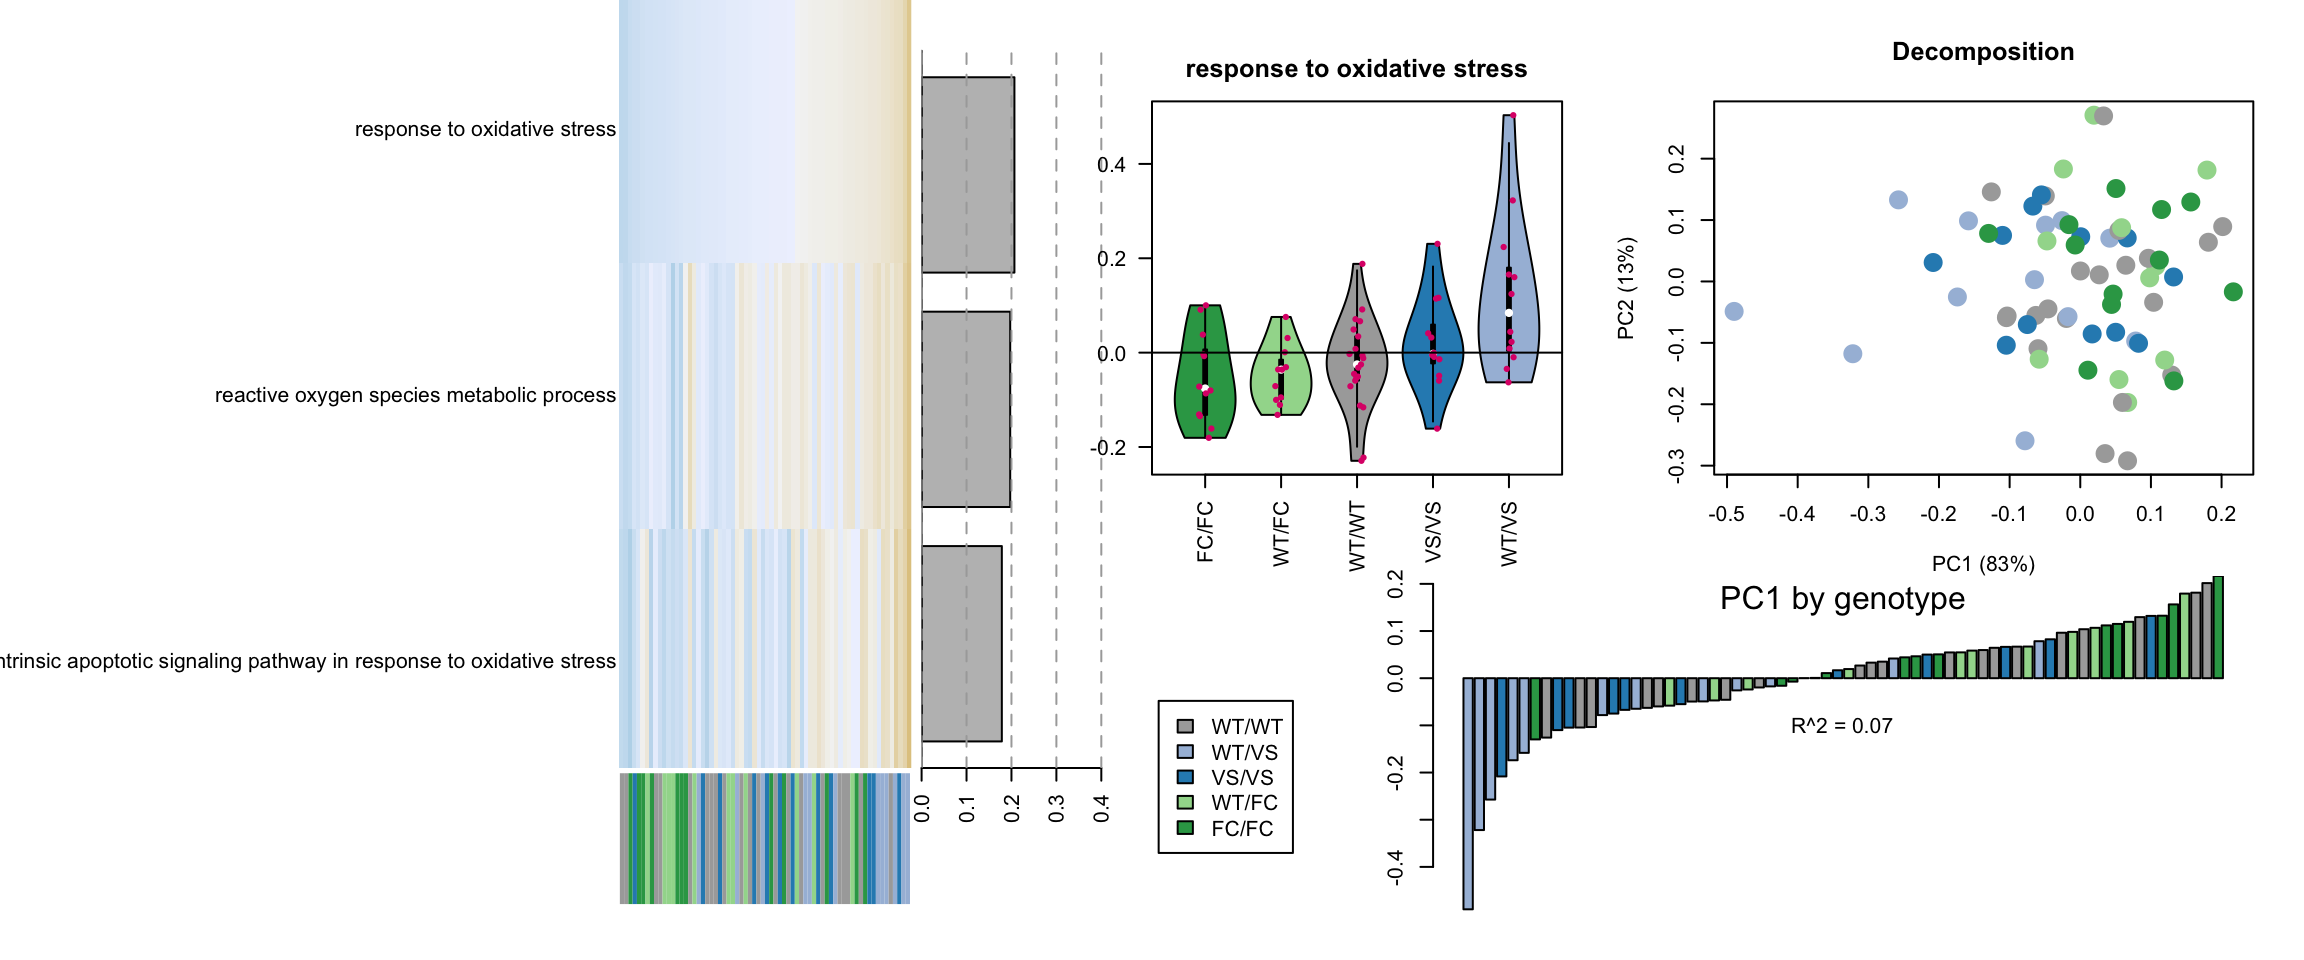 response to oxidative stress
reactive oxygen species metabolic process
ntrinsic apoptotic signaling pathway in response to oxidative stress
0.0 0.1 0.2 0.3 0.4
response to oxidative stress
0.4
0.2
0.0
-0.2
FC/FC WT/FC WT/WT VS/VS WT/VS
Decomposition
PC2 (13%)
0.2
0.1
0.0
-0.1
-0.2
-0.3
-0.5 -0.4 -0.3 -0.2 -0.1 0.0 0.1 0.2
PC1 (83%)
PC1 by genotype
0.2
0.1
0.0
-0.2
-0.4
R^2 = 0.07
WT/WT
WT/VS
VS/VS
WT/FC
FC/FC